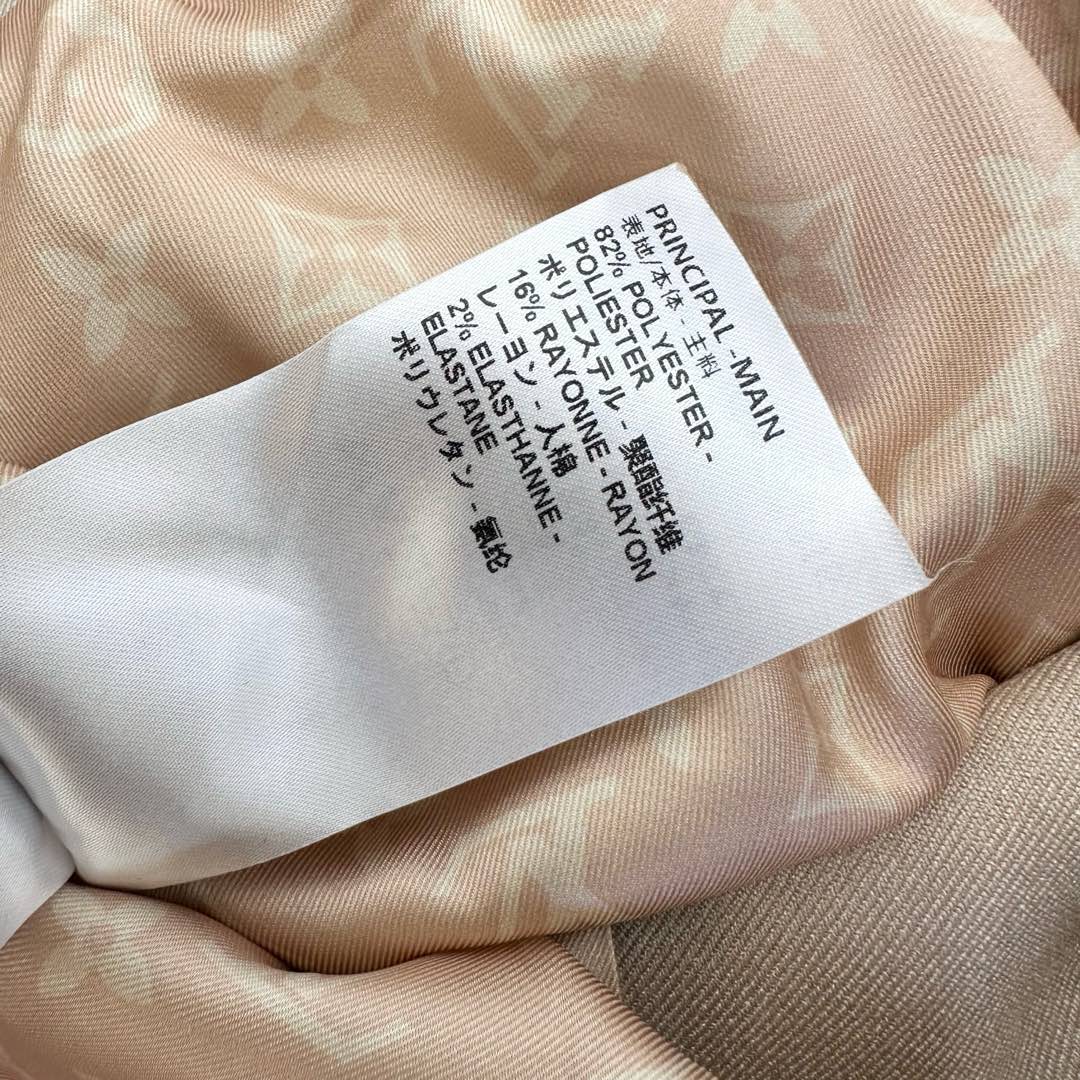 PRINCIPAL -MAIN
表地/本体 - 主料
82% POLYESTER -
POLIESTER
ポリエステル - 聚酯纤维
16% RAYONNE - RAYON
レーヨン - 人棉
2% ELASTHANNE -
ELASTANE
ポリウレタン - 氨纶